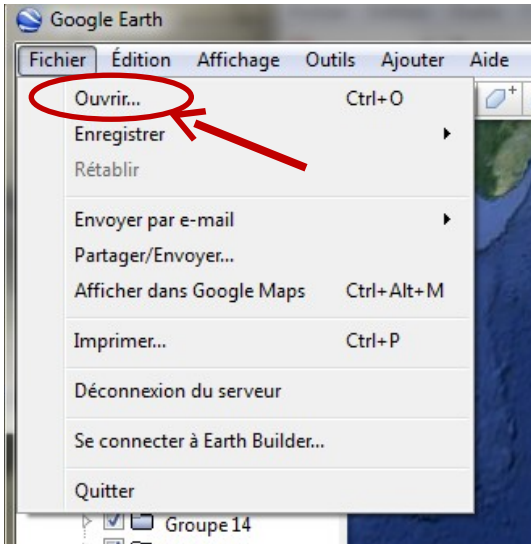 Google Earth
Fichier Édition Affichage Outils Ajouter Aide
Ouvrir... Ctrl+O
Enregistrer
Rétablir
Envoyer par e-mail
Partager/Envoyer...
Afficher dans Google Maps Ctrl+Alt+M
Imprimer... Ctrl+P
Déconnexion du serveur
Se connecter à Earth Builder...
Quitter
Groupe 14